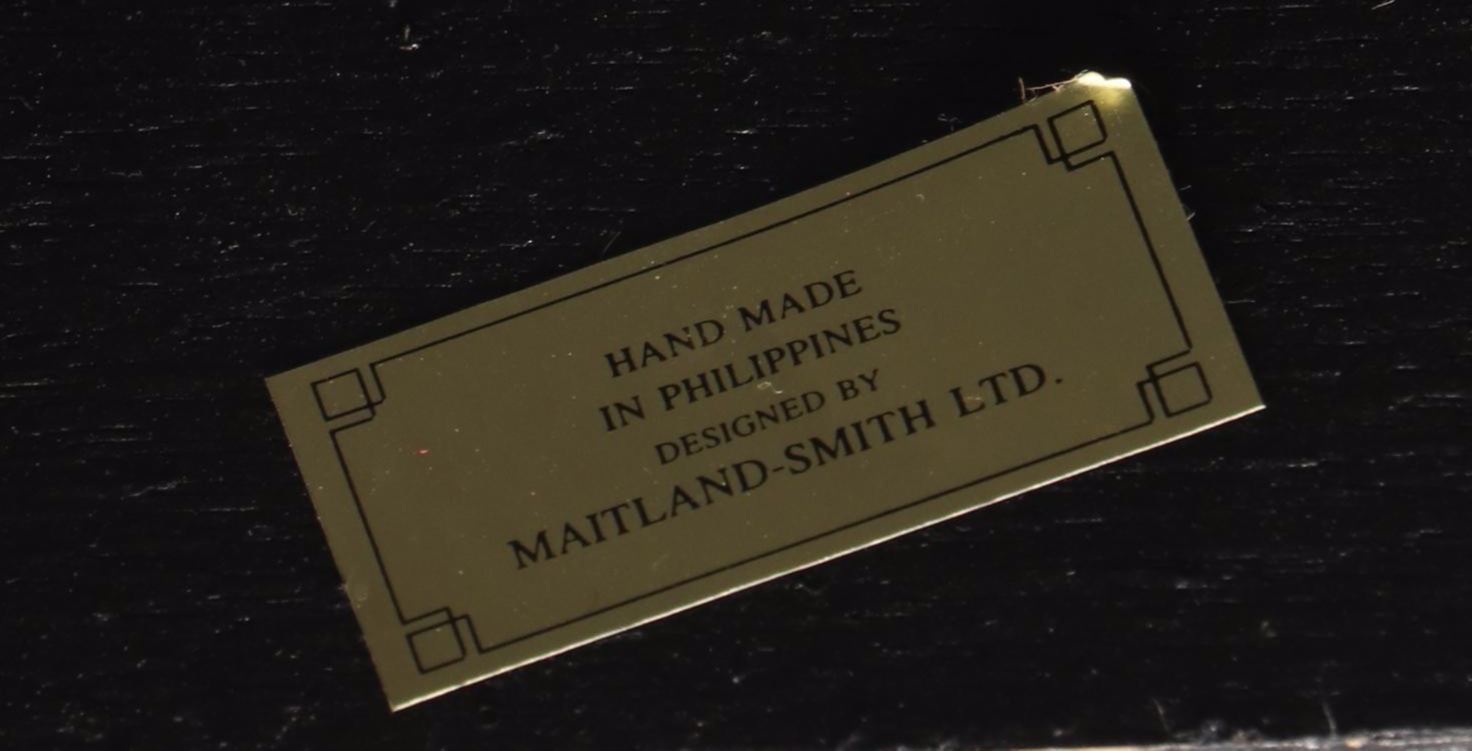 HAND MADE
IN PHILIPPINES
DESIGNED BY
MAITLAND-SMITH LTD.